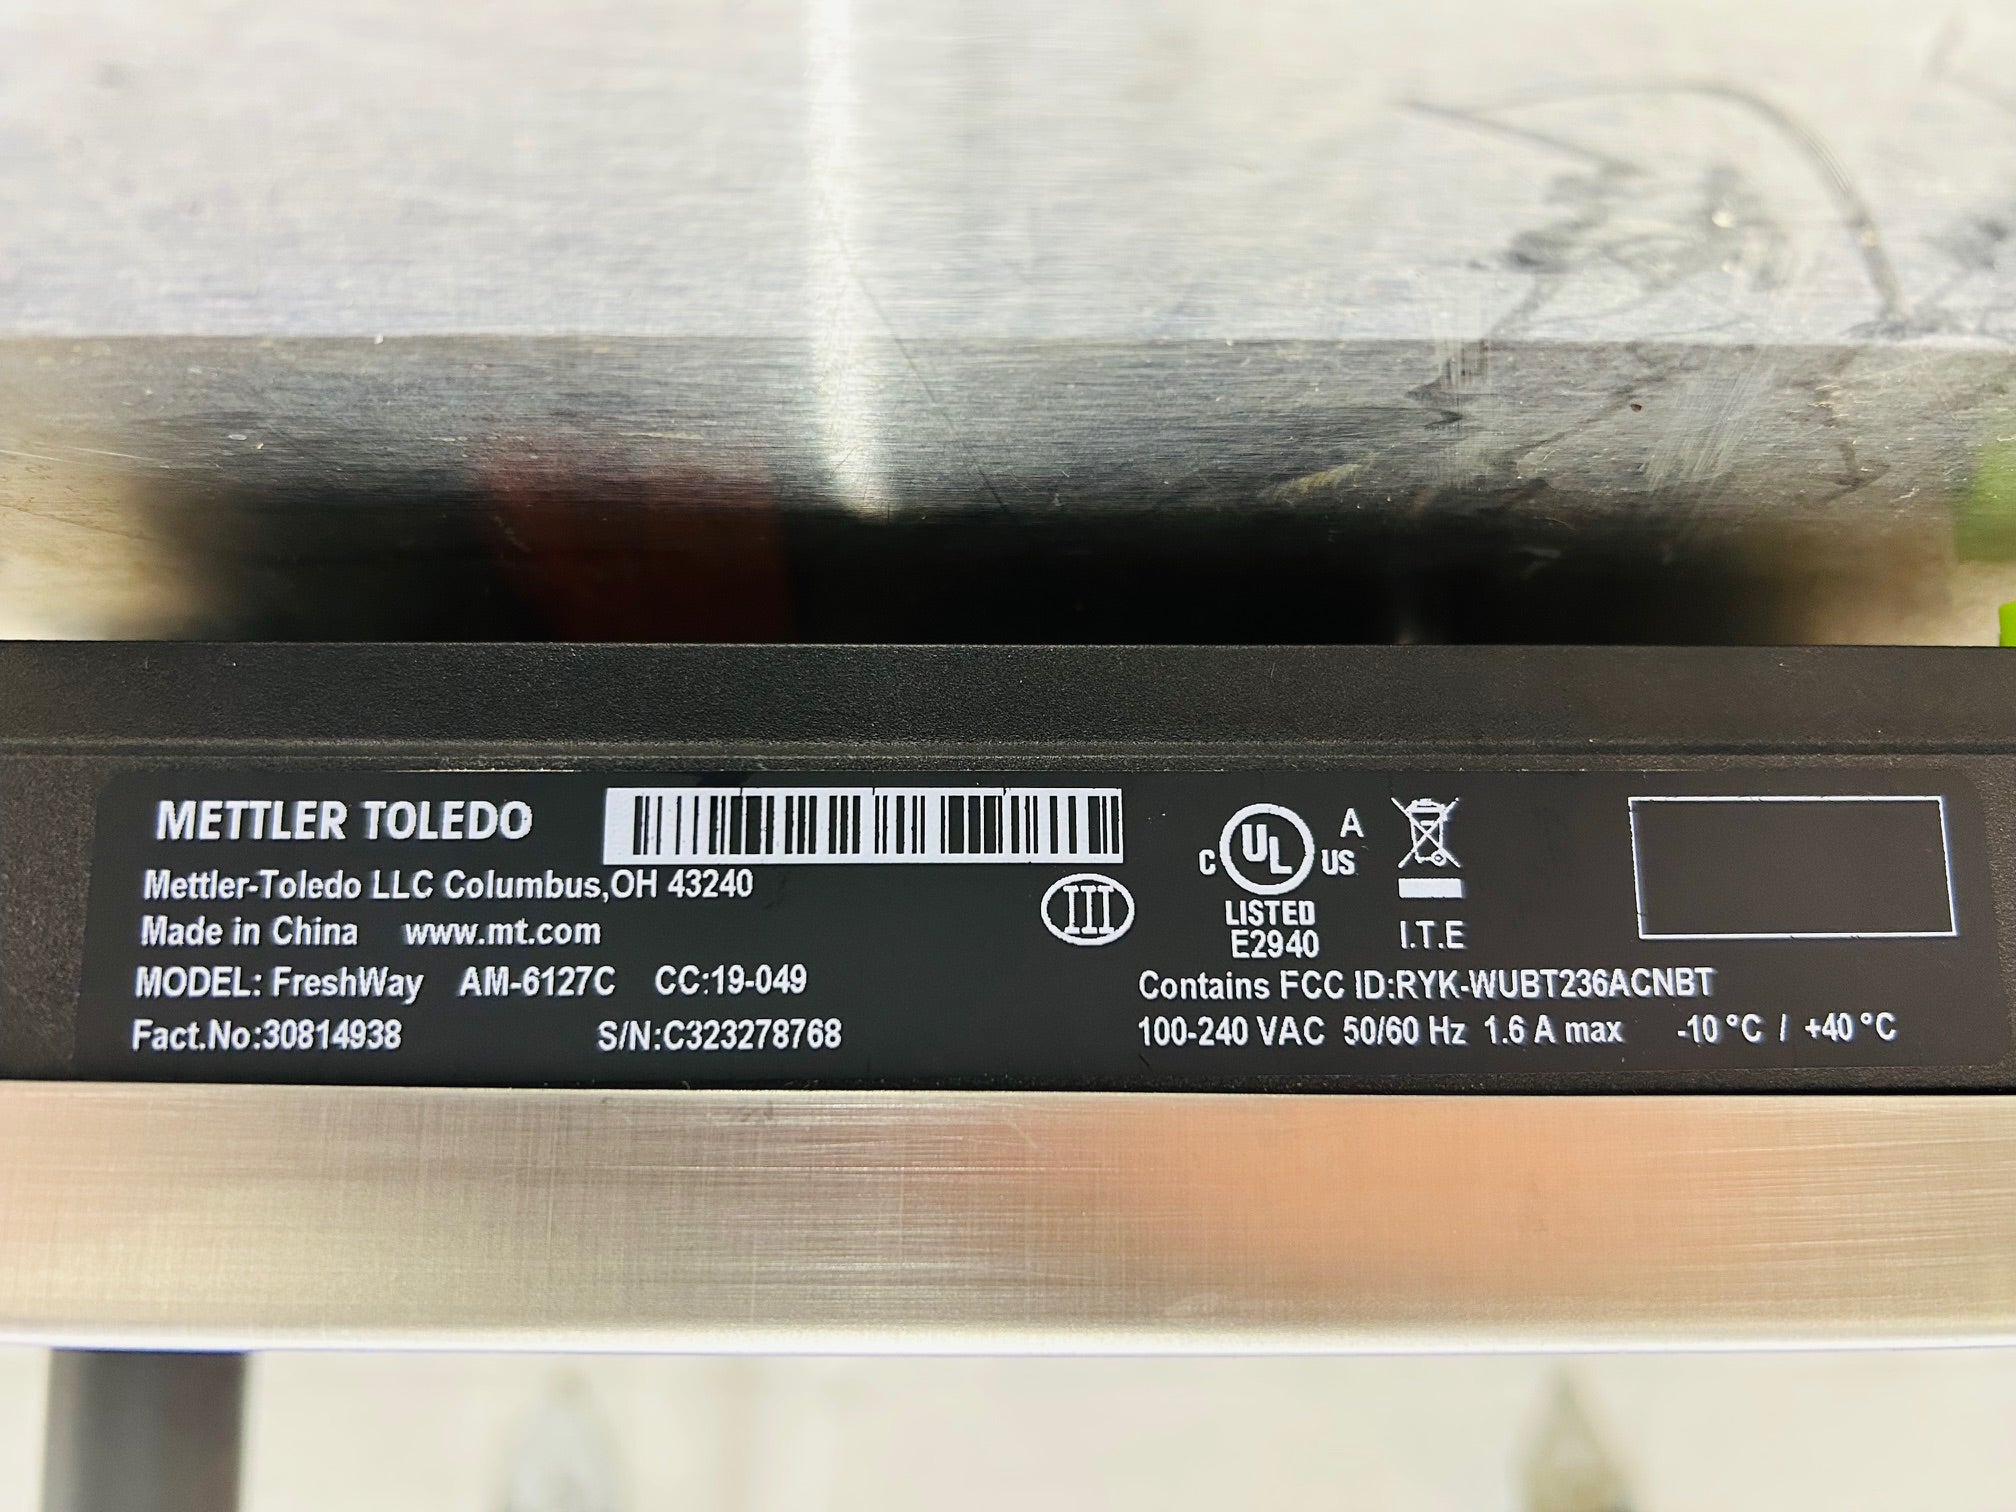 METTLER TOLEDO
Mettler-Toledo LLC Columbus,OH 43240
Made in China www.mt.com
MODEL: FreshWay AM-6127C CC:19-049
Fact.No:30814938 S/N:C323278768
III
C UL US A
LISTED
E2940
I.T.E
Contains FCC ID:RYK-WUBT236ACNBT
100-240 VAC 50/60 Hz 1.6 A max -10 °C / +40 °C